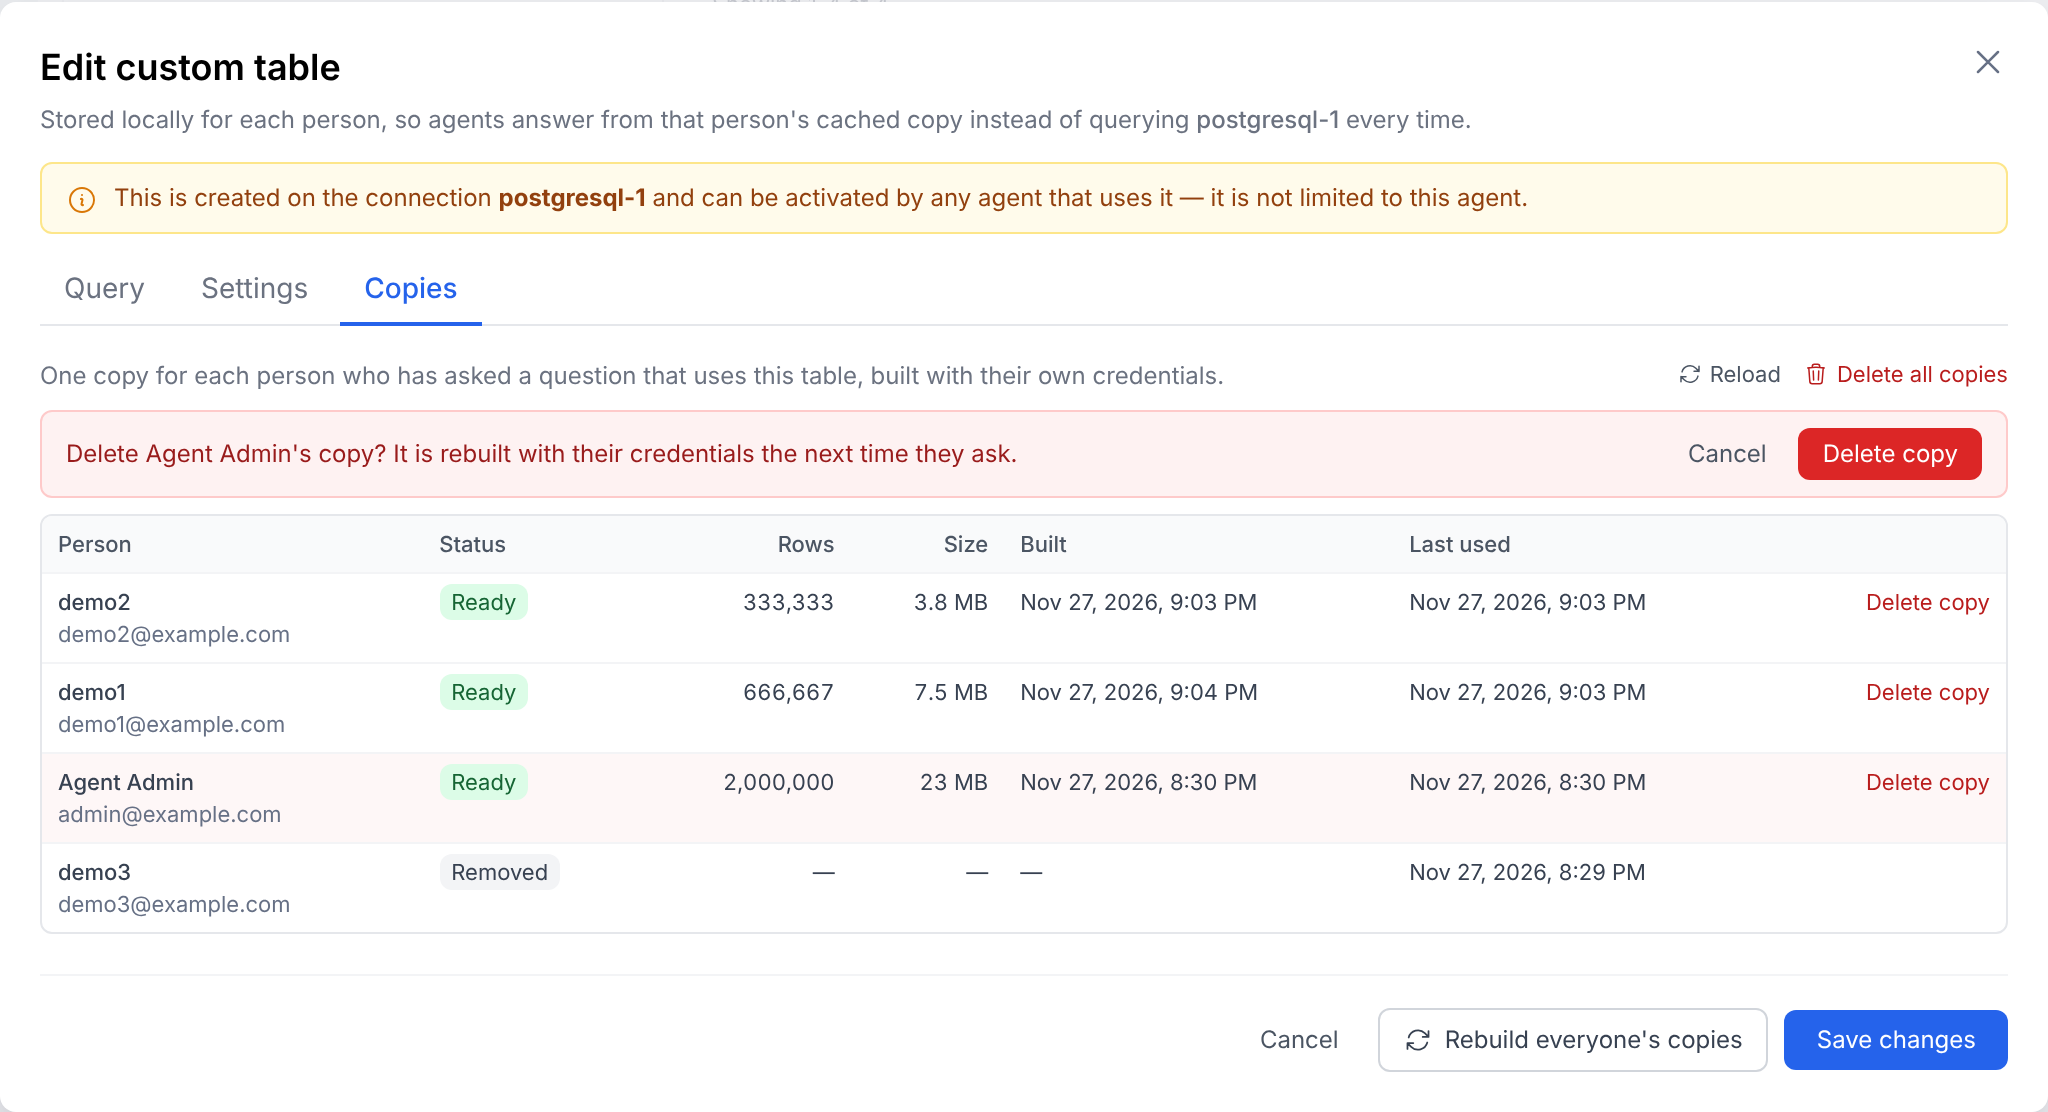 Edit custom table
Stored locally for each person, so agents answer from that person's cached copy instead of querying postgresql-1 every time.
This is created on the connection postgresql-1 and can be activated by any agent that uses it — it is not limited to this agent.
Query Settings Copies
One copy for each person who has asked a question that uses this table, built with their own credentials. Reload Delete all copies
Delete Agent Admin's copy? It is rebuilt with their credentials the next time they ask. Cancel Delete copy
Person Status Rows Size Built Last used
demo2 Ready 333,333 3.8 MB Nov 27, 2026, 9:03 PM Nov 27, 2026, 9:03 PM Delete copy
demo2@example.com
demo1 Ready 666,667 7.5 MB Nov 27, 2026, 9:04 PM Nov 27, 2026, 9:03 PM Delete copy
demo1@example.com
Agent Admin Ready 2,000,000 23 MB Nov 27, 2026, 8:30 PM Nov 27, 2026, 8:30 PM Delete copy
admin@example.com
demo3 Removed — — — Nov 27, 2026, 8:29 PM
demo3@example.com
Cancel Rebuild everyone's copies Save changes